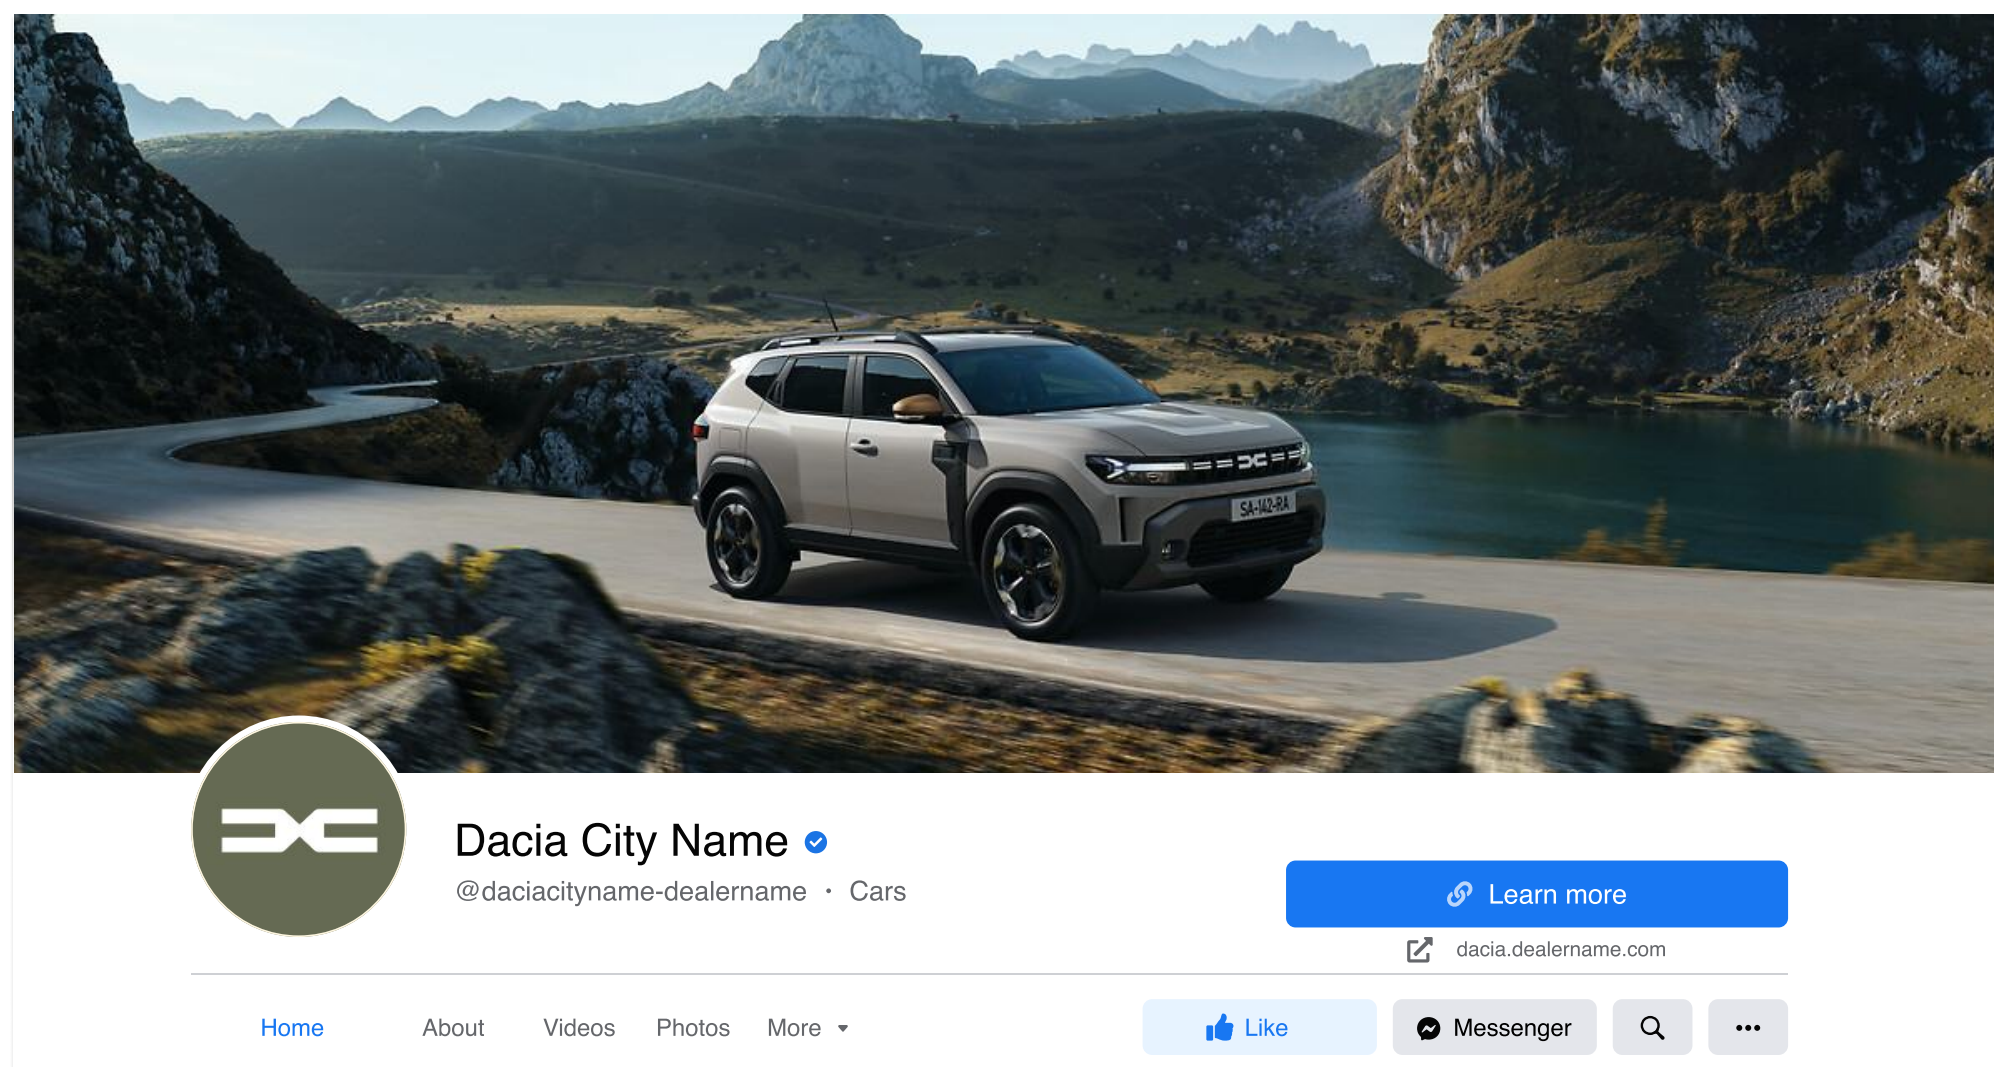 SA-142-RA
Dacia City Name
@daciacityname-dealername • Cars
Learn more
dacia.dealername.com
Home About Videos Photos More
Like Messenger